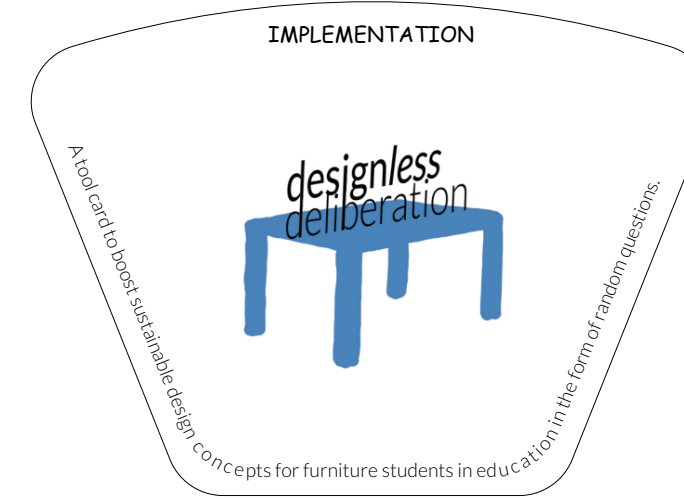 IMPLEMENTATION
designless
deliberation
A tool card to boost sustainable design concepts for furniture students in education in the form of random questions.